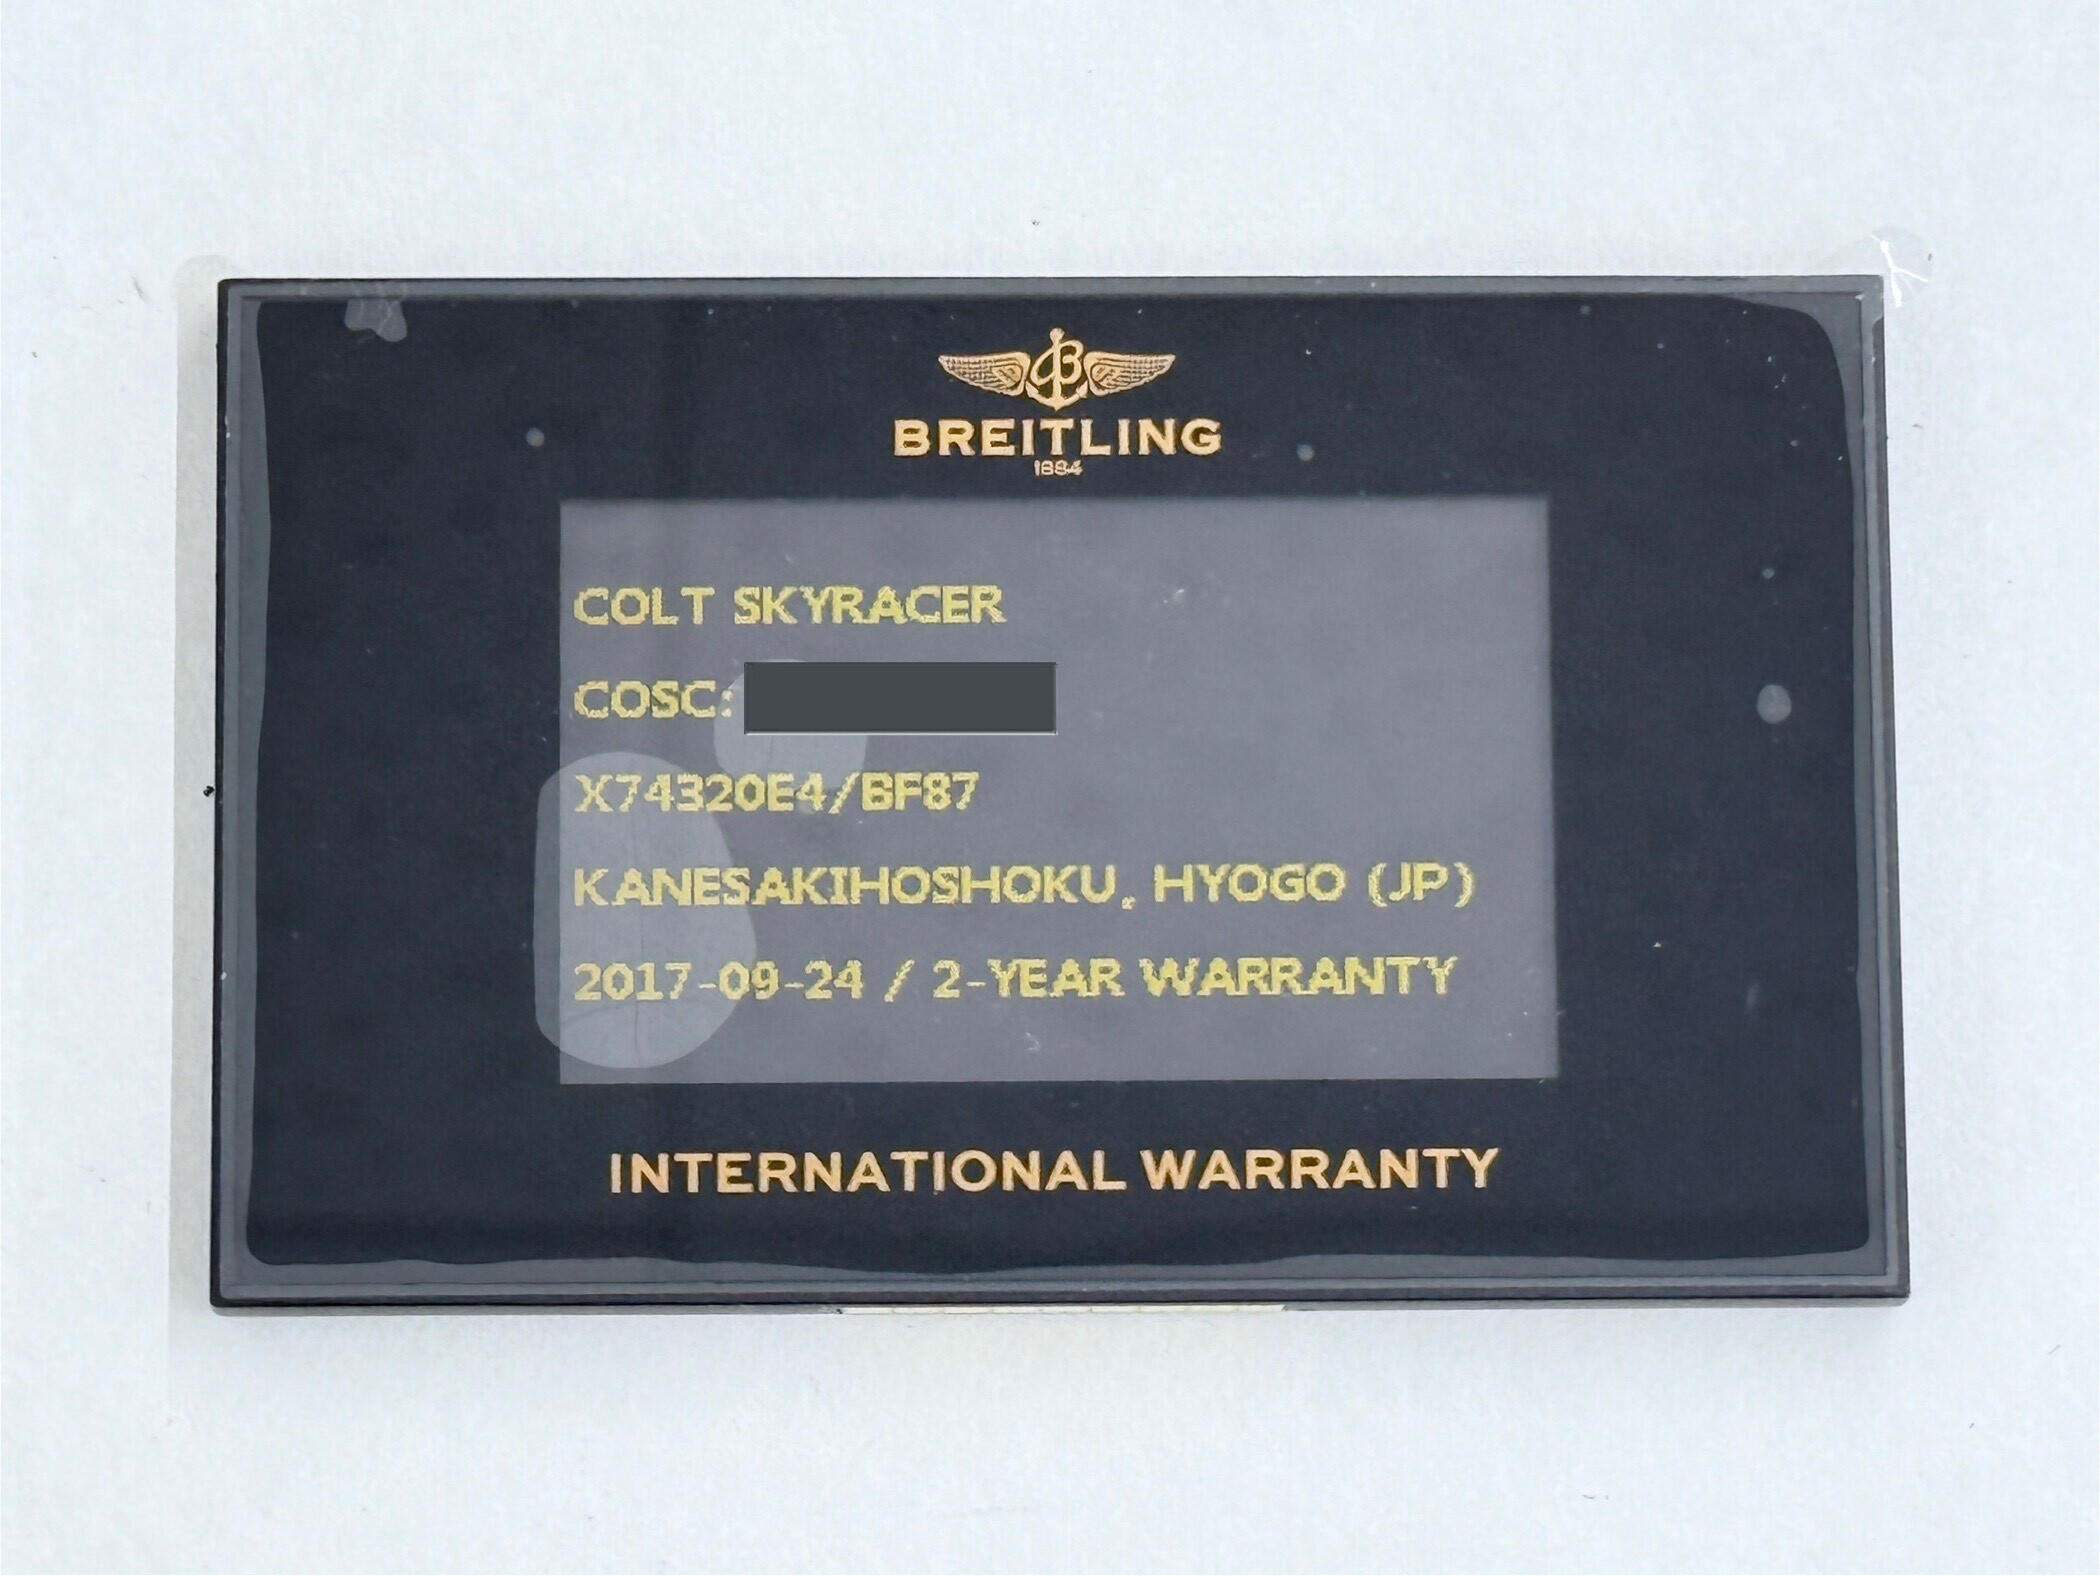 BREITLING
1884
COLT SKYRACER
COSC:
X74320E4/BF87
KANESAKIHOSHOKU, HYOGO (JP)
2017-09-24 / 2-YEAR WARRANTY
INTERNATIONAL WARRANTY